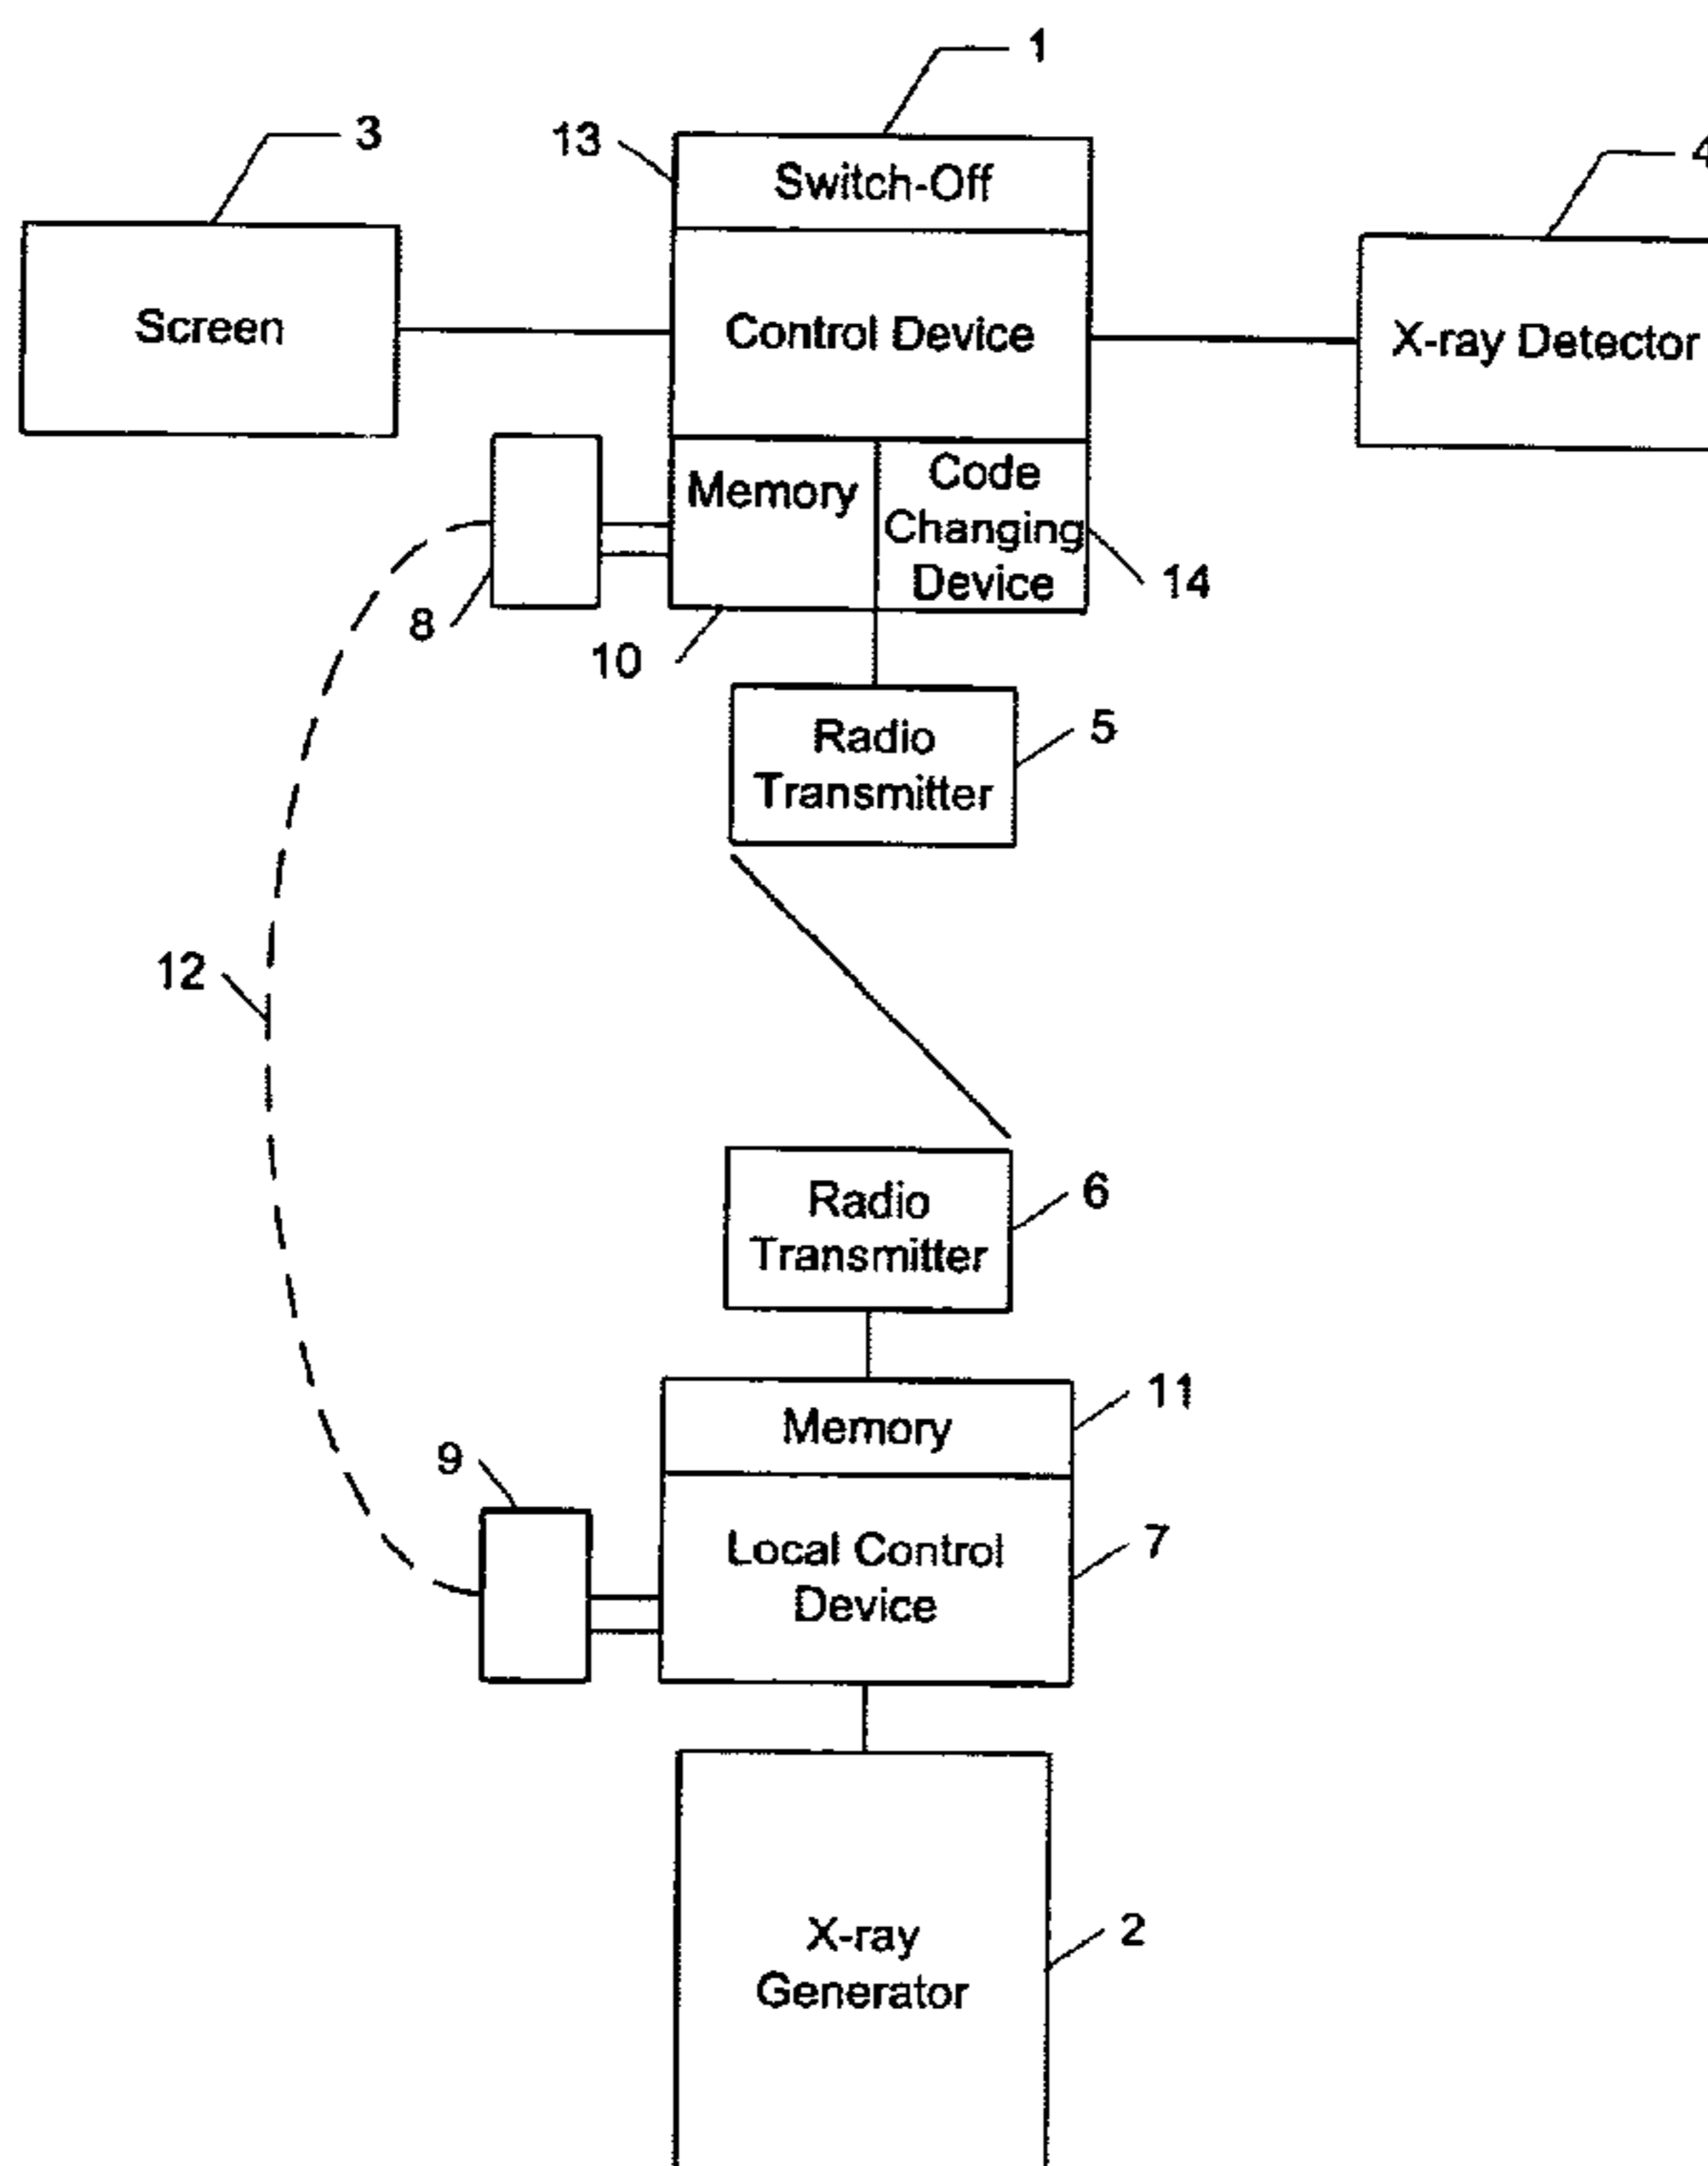 1
3
13
4
Switch-Off
Screen
Control Device
X-ray Detector
Memory
Code
Changing
Device
14
8
10
5
Radio
Transmitter
12
6
Radio
Transmitter
11
Memory
9
7
Local Control
Device
2
X-ray
Generator